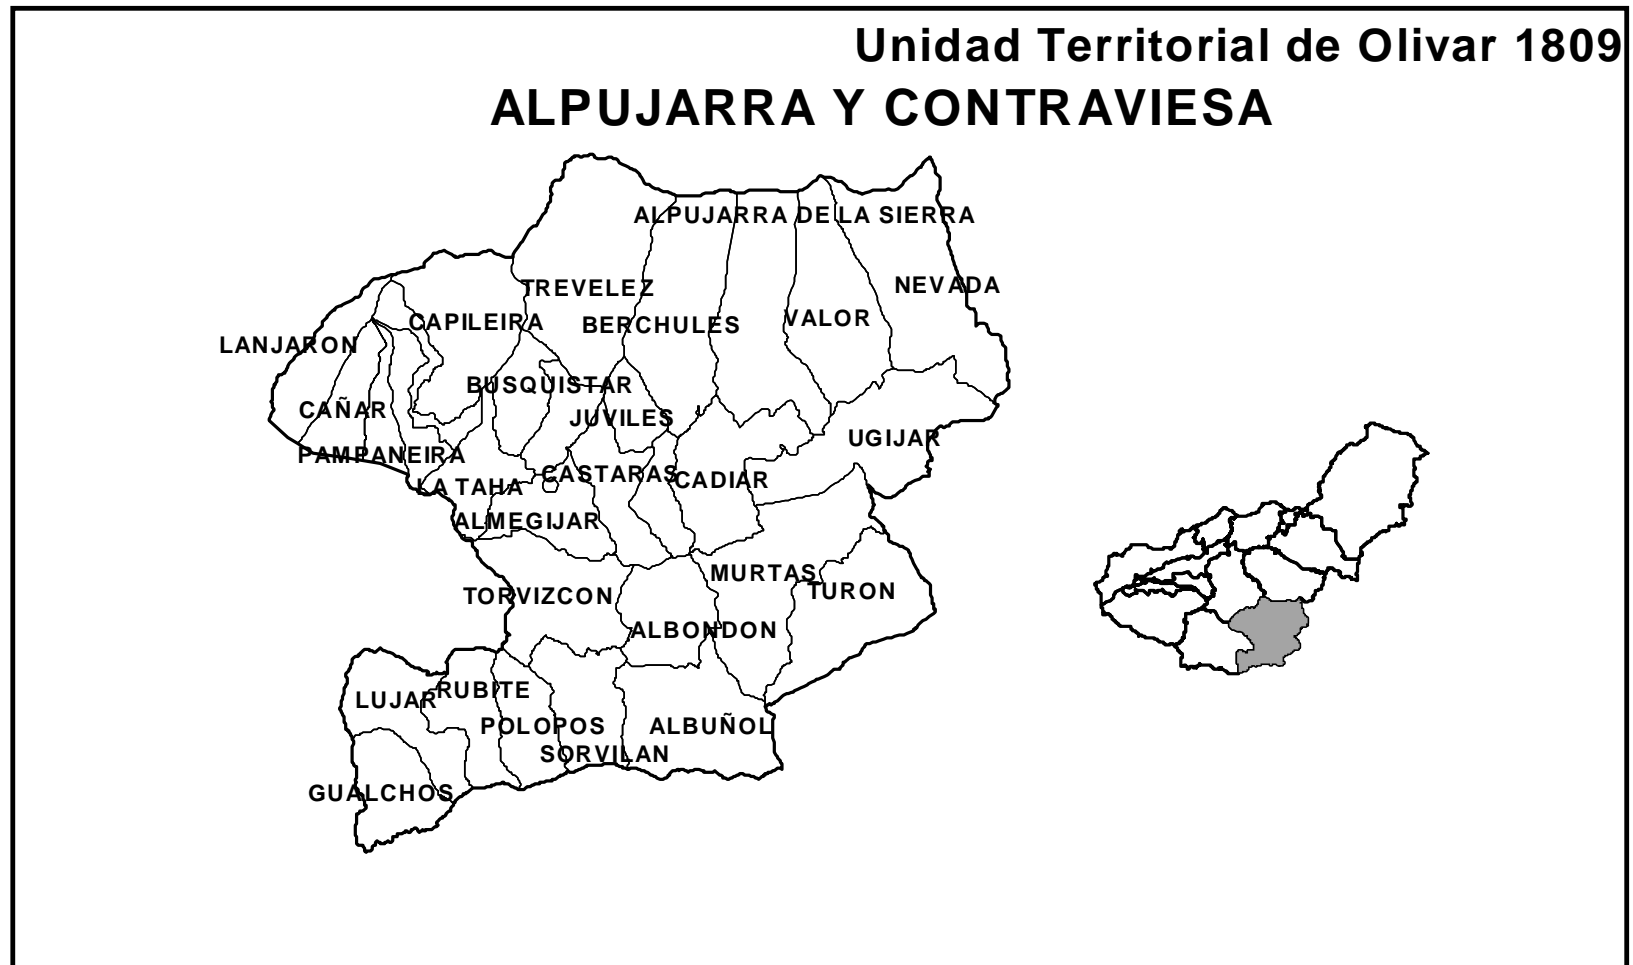 Unidad Territorial de Olivar 1809
ALPUJARRA Y CONTRAVIESA
ALPUJARRA DE LA SIERRA
TREVELEZ
NEVADA
CAPILEIRA
BERCHULES
VALOR
LANJARON
BUSQUISTAR
CAÑAR
JUVILES
UGIJAR
PAMPANEIRA
CASTARAS
CADIAR
LA TAHA
ALMEGIJAR
MURTAS
TORVIZCON
TURON
ALBONDON
LUJAR
RUBITE
POLOPOS
ALBUÑOL
SORVILAN
GUALCHOS